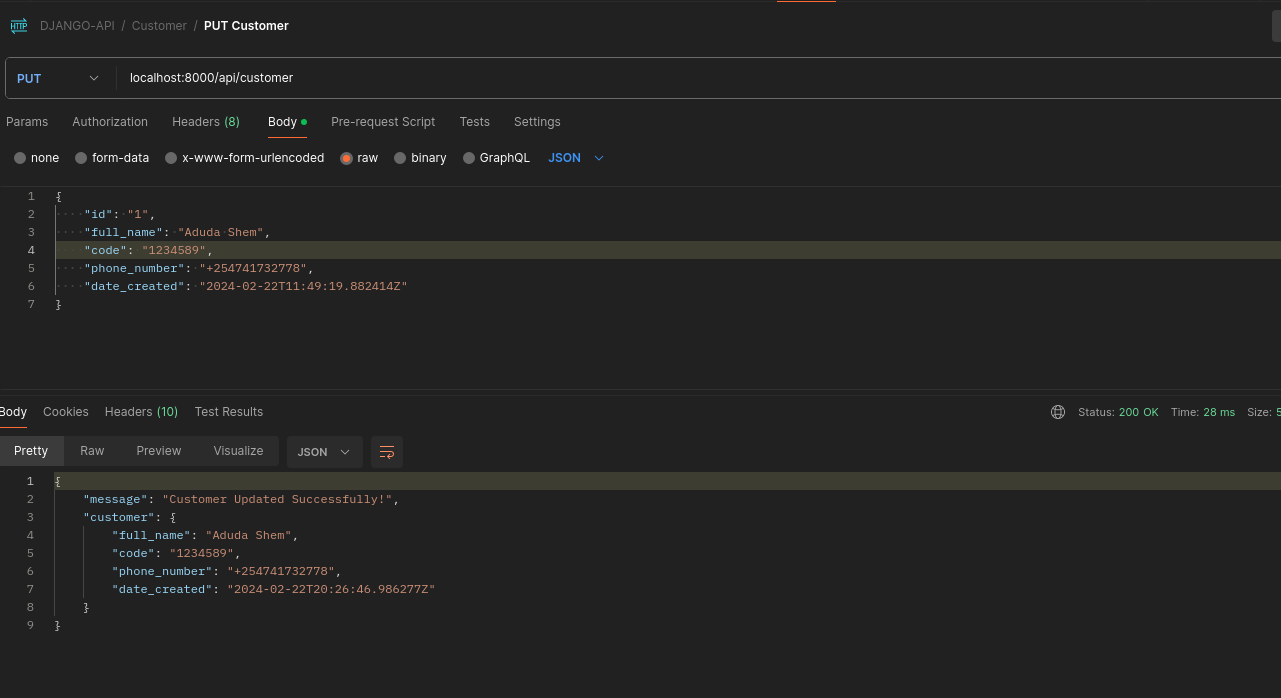 HTTP DJANGO-API / Customer / PUT Customer
PUT localhost:8000/api/customer
Params Authorization Headers (8) Body Pre-request Script Tests Settings
none form-data x-www-form-urlencoded raw binary GraphQL JSON
1 {
2 "id": "1",
3 "full_name": "Aduda Shem",
4 "code": "1234589",
5 "phone_number": "+254741732778",
6 "date_created": "2024-02-22T11:49:19.882414Z"
7 }
Body Cookies Headers (10) Test Results Status: 200 OK Time: 28 ms Size: 5
Pretty Raw Preview Visualize JSON
1 {
2 "message": "Customer Updated Successfully!",
3 "customer": {
4 "full_name": "Aduda Shem",
5 "code": "1234589",
6 "phone_number": "+254741732778",
7 "date_created": "2024-02-22T20:26:46.986277Z"
8 }
9 }